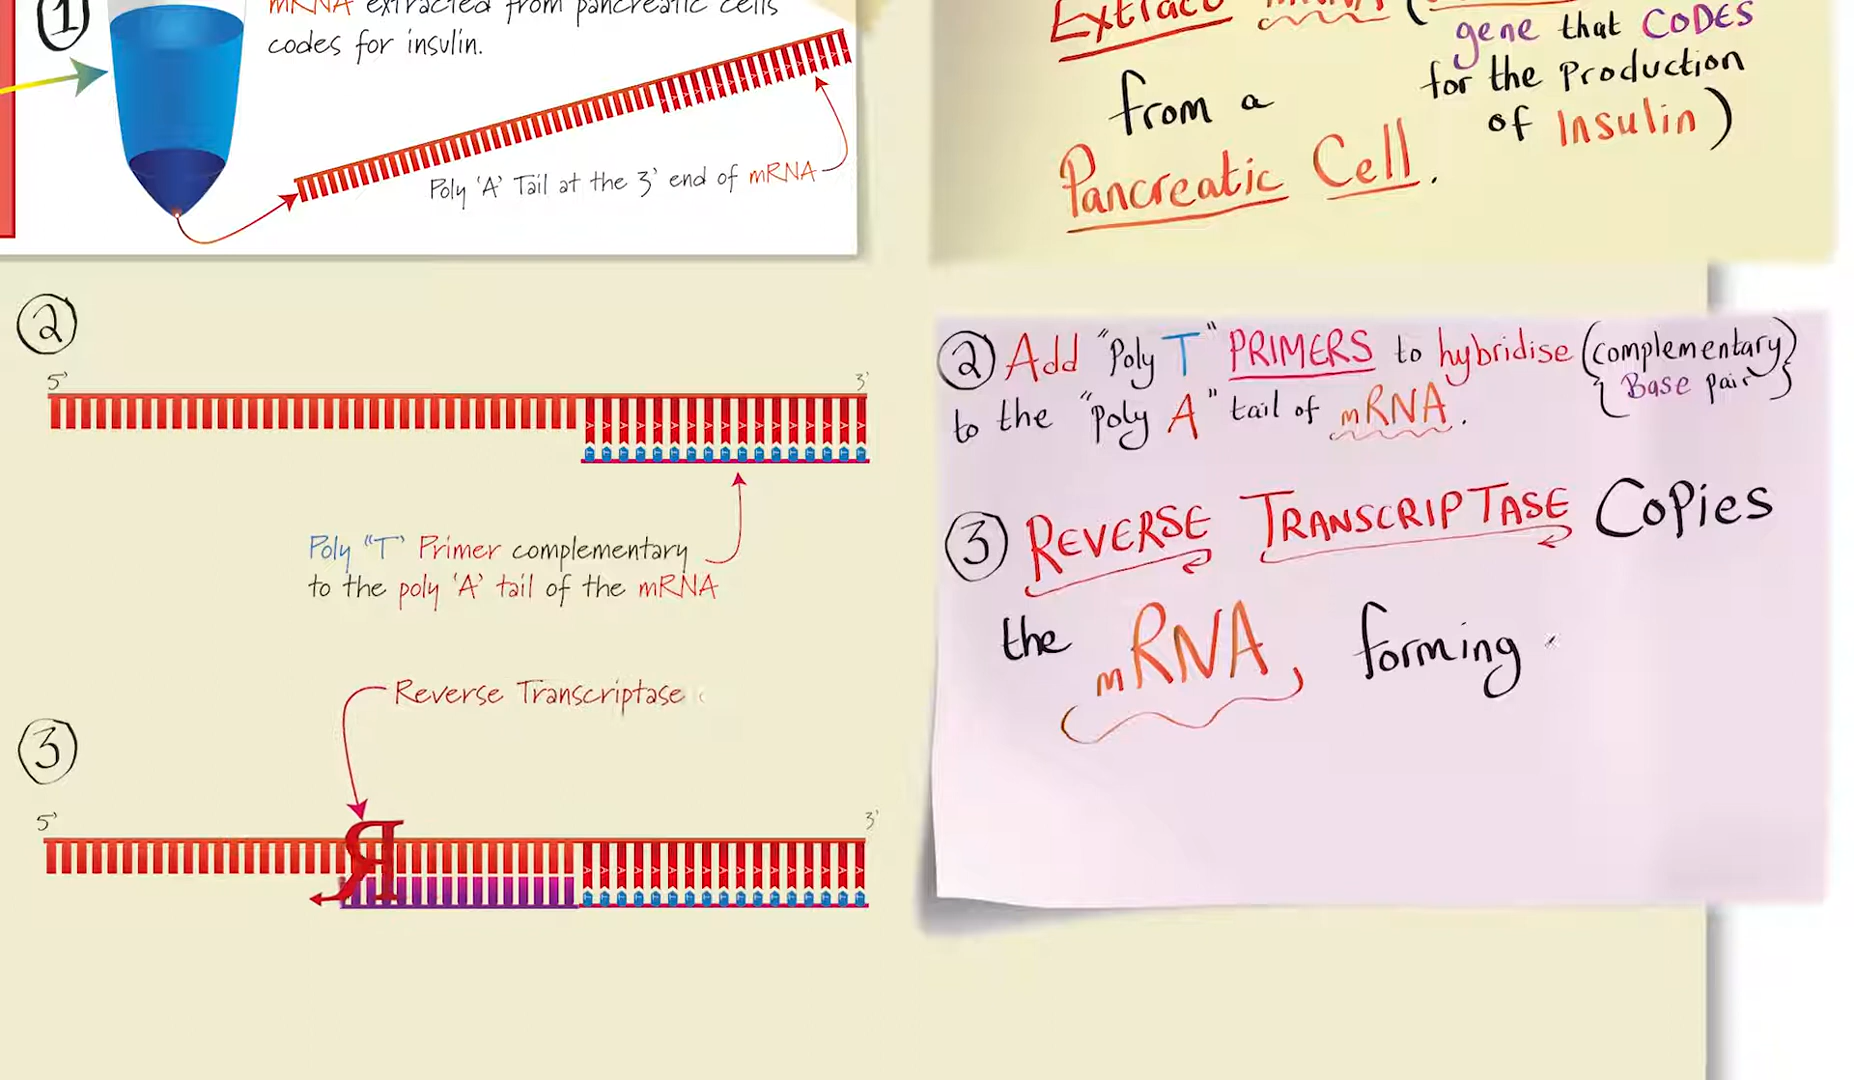 1
mRNA extracted from pancreatic cells
codes for insulin.
Poly 'A' Tail at the 3' end of mRNA
Extract mRNA (
gene that CODES
for the production
of Insulin)
from a
Pancreatic Cell.
2
5'
3'
Poly "T" Primer complementary
to the poly 'A' tail of the mRNA
2 Add "Poly T" PRIMERS to hybridise (complementary)
{Base pair}
to the "Poly A" tail of mRNA.
3 REVERSE TRANSCRIPTASE Copies
the mRNA, forming
Reverse Transcriptase
3
5'
3'
R